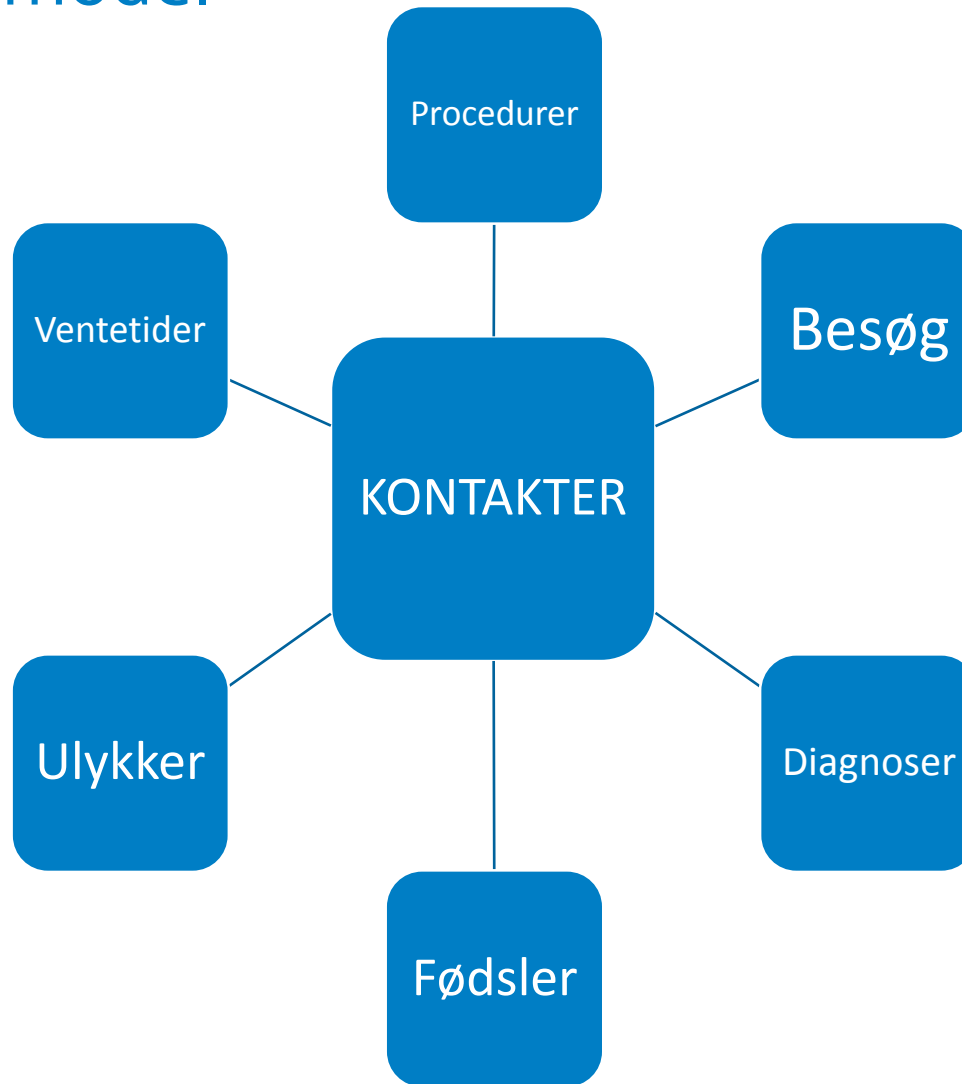 Procedurer
Ventetider
Besøg
KONTAKTER
Ulykker
Diagnoser
Fødsler